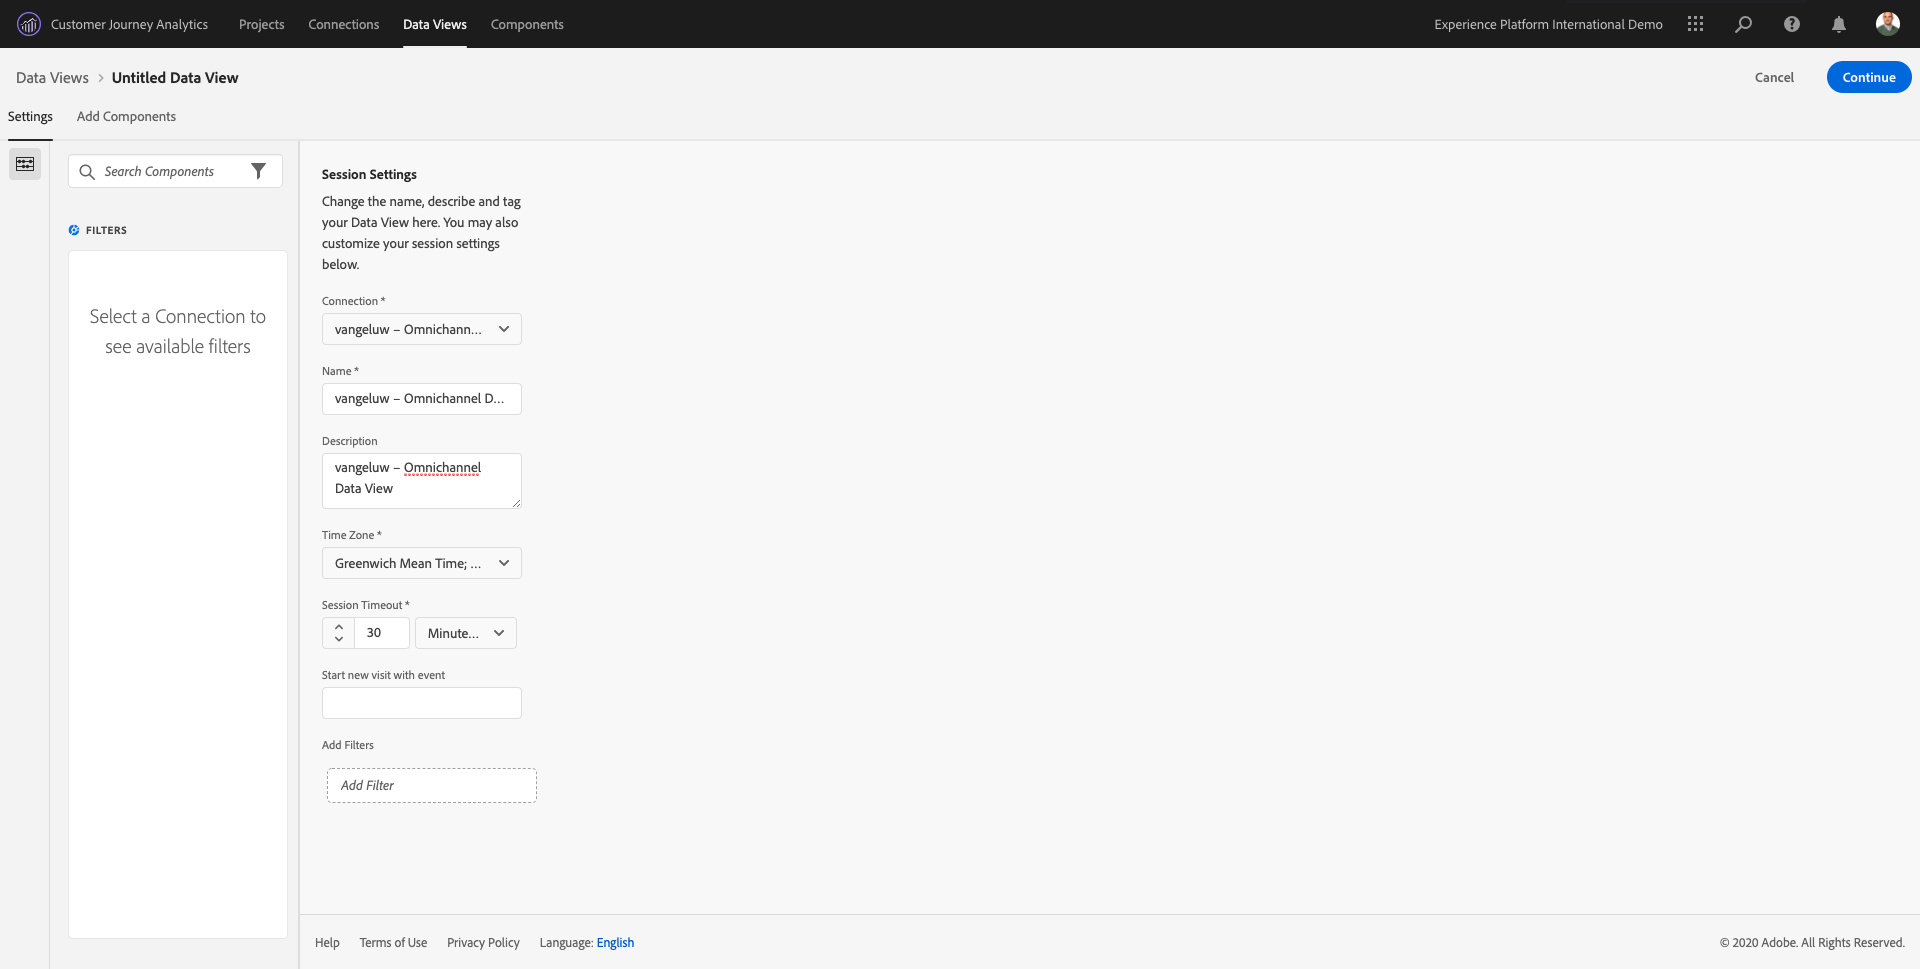 Customer Journey Analytics
Projects
Connections
Data Views
Components
Experience Platform International Demo
Data Views > Untitled Data View
Cancel
Continue
Settings
Add Components
Search Components
FILTERS
Select a Connection to
see available filters
Session Settings
Change the name, describe and tag
your Data View here. You may also
customize your session settings
below.
Connection *
vangeluw – Omnichann...
Name *
vangeluw – Omnichannel D...
Description
vangeluw – Omnichannel
Data View
Time Zone *
Greenwich Mean Time; ...
Session Timeout *
30
Minute...
Start new visit with event
Add Filters
Add Filter
Help
Terms of Use
Privacy Policy
Language: English
© 2020 Adobe. All Rights Reserved.